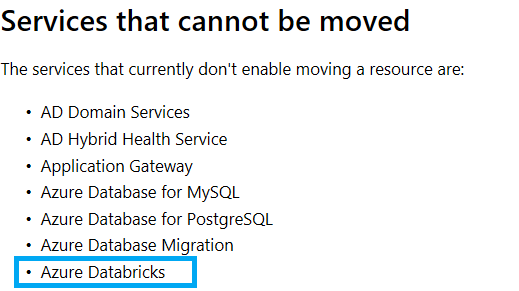 Services that cannot be moved
The services that currently don't enable moving a resource are:
• AD Domain Services
• AD Hybrid Health Service
• Application Gateway
• Azure Database for MySQL
• Azure Database for PostgreSQL
• Azure Database Migration
• Azure Databricks